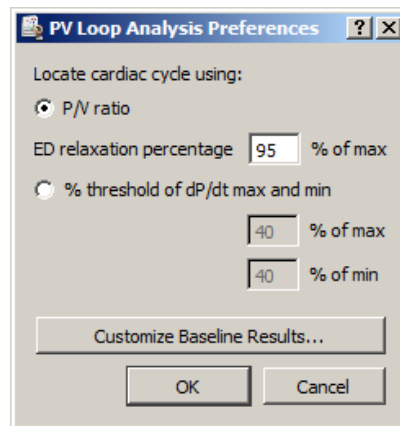 PV Loop Analysis Preferences ? X
Locate cardiac cycle using:
P/V ratio
ED relaxation percentage 95 % of max
% threshold of dP/dt max and min
40 % of max
40 % of min
Customize Baseline Results...
OK Cancel